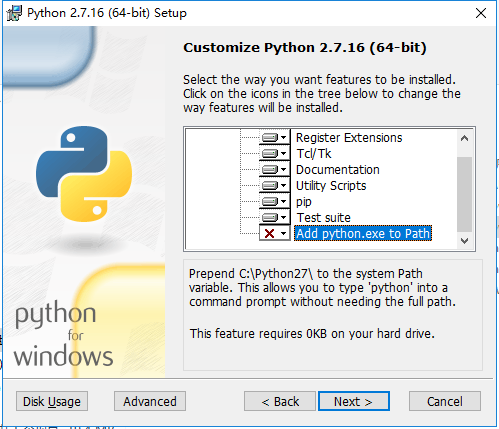 Python 2.7.16 (64-bit) Setup
Customize Python 2.7.16 (64-bit)
Select the way you want features to be installed.
Click on the icons in the tree below to change the
way features will be installed.
Register Extensions
Tcl/Tk
Documentation
Utility Scripts
pip
Test suite
Add python.exe to Path
Prepend C:\Python27\ to the system Path
variable. This allows you to type 'python' into a
command prompt without needing the full path.
This feature requires 0KB on your hard drive.
python
for
windows
Disk Usage
Advanced
< Back
Next >
Cancel